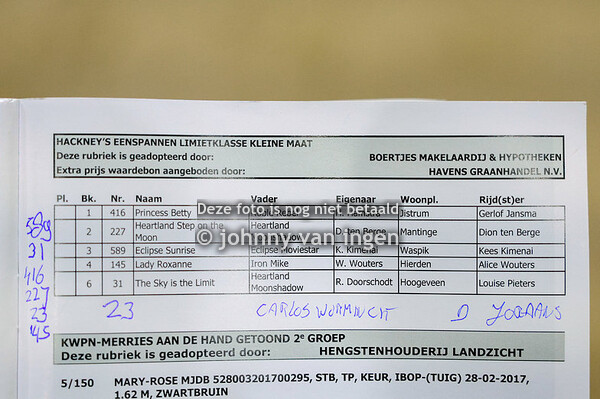 HACKNEY'S EENSPANNEN LIMIETKLASSE KLEINE MAAT
Deze rubriek is geadopteerd door: BOERTJES MAKELAARDIJ & HYPOTHEKEN
Extra prijs waardebon aangeboden door: HAVENS GRAANHANDEL N.V.
Pl. Bk. Nr. Naam Vader Eigenaar Woonpl. Rijd(st)er
1 416 Princess Betty Jistrum Gerlof Jansma
2 227 Heartland Step on the Moon Heartland D. ten Berge Mantinge Dion ten Berge
3 589 Eclipse Sunrise Eclipse Moviestar K. Kimenai Waspik Kees Kimenai
4 145 Lady Roxanne Iron Mike W. Wouters Hierden Alice Wouters
6 31 The Sky is the Limit Heartland Moonshadow R. Doorschodt Hoogeveen Louise Pieters
Deze foto is nog niet betaald
© johnny van ingen
589
31
416
227
23
145
23 CARLOS D
KWPN-MERRIES AAN DE HAND GETOOND 2e GROEP
Deze rubriek is geadopteerd door: HENGSTENHOUDERIJ LANDZICHT
5/150 MARY-ROSE MJDB 528003201700295, STB, TP, KEUR, IBOP-(TUIG) 28-02-2017,
1.62 M, ZWARTBRUIN